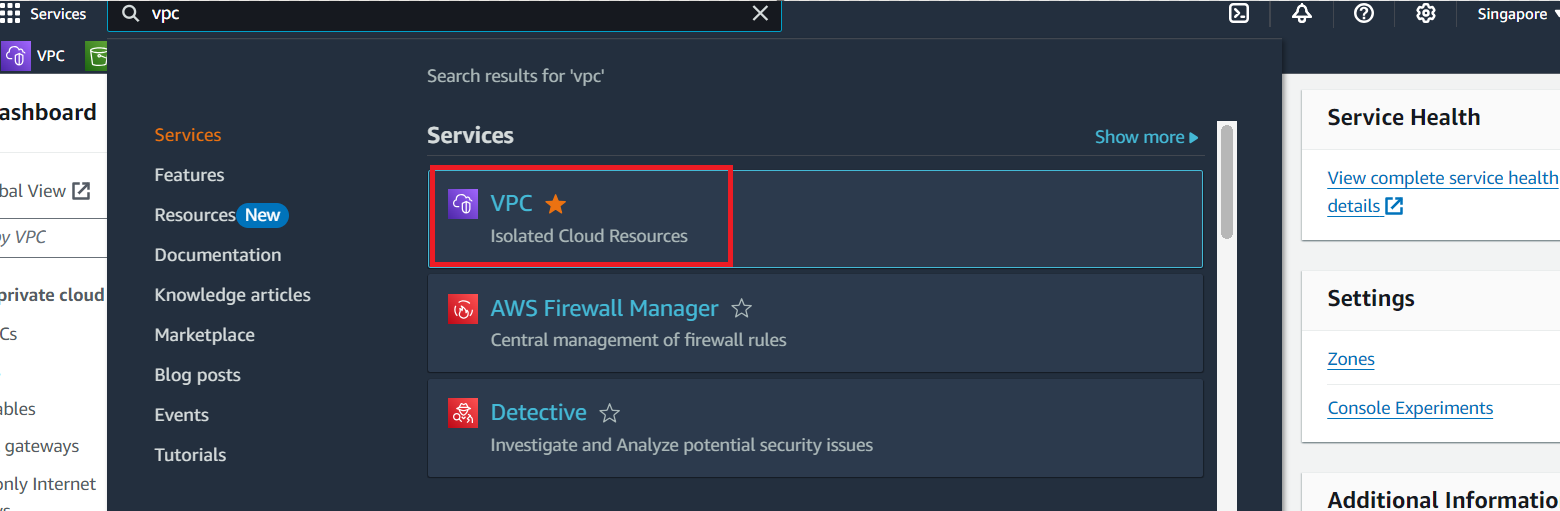 Services
vpc
Singapore
VPC
Search results for 'vpc'
ashboard
bal View
y VPC
private cloud
Cs
ables
gateways
only Internet
Services
Features
Resources New
Documentation
Knowledge articles
Marketplace
Blog posts
Events
Tutorials
Services
Show more
VPC
Isolated Cloud Resources
AWS Firewall Manager
Central management of firewall rules
Detective
Investigate and Analyze potential security issues
Service Health
View complete service health
details
Settings
Zones
Console Experiments
Additional Informatio